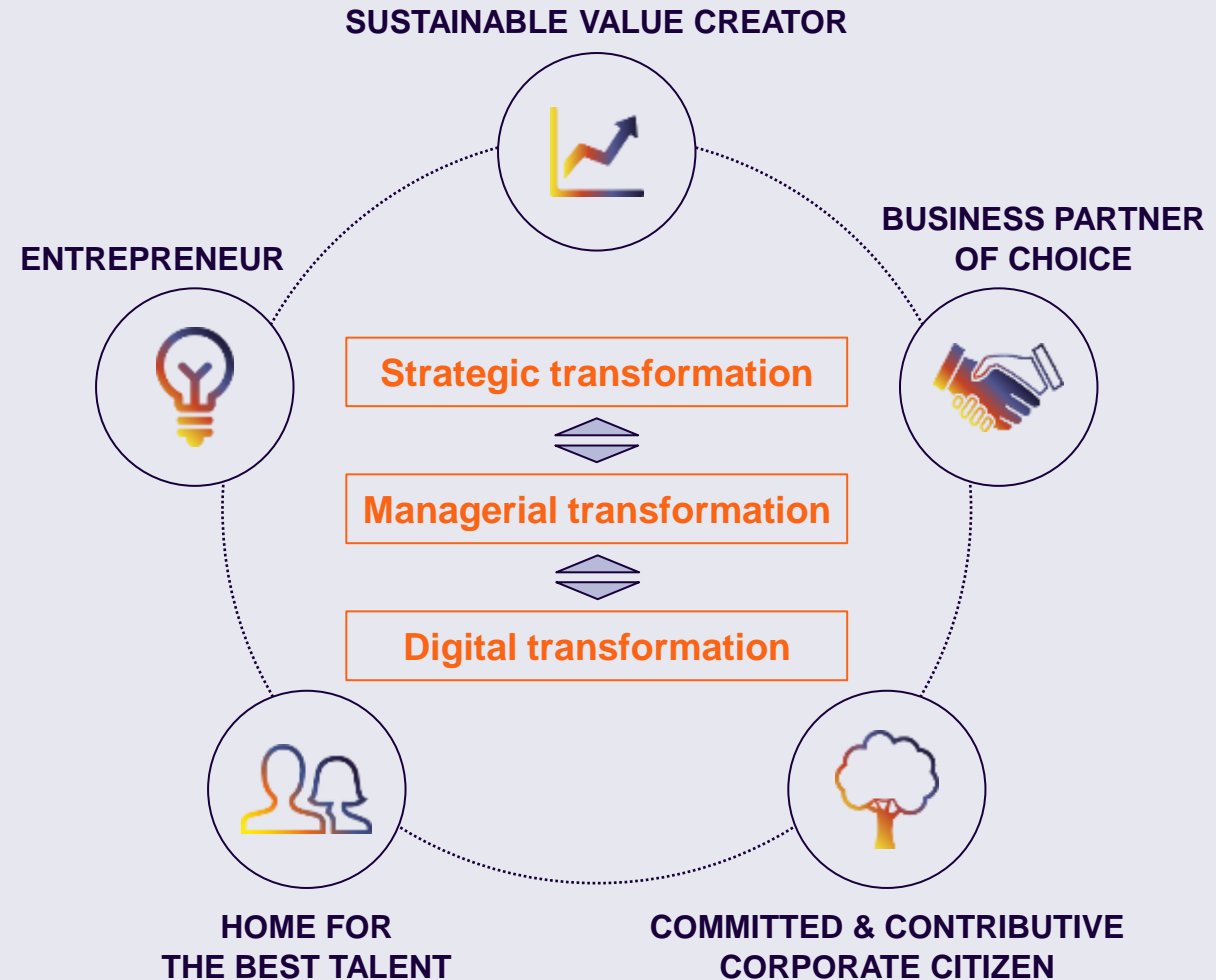 SUSTAINABLE VALUE CREATOR
BUSINESS PARTNER
OF CHOICE
ENTREPRENEUR
Strategic transformation
Managerial transformation
Digital transformation
HOME FOR
THE BEST TALENT
COMMITTED & CONTRIBUTIVE
CORPORATE CITIZEN